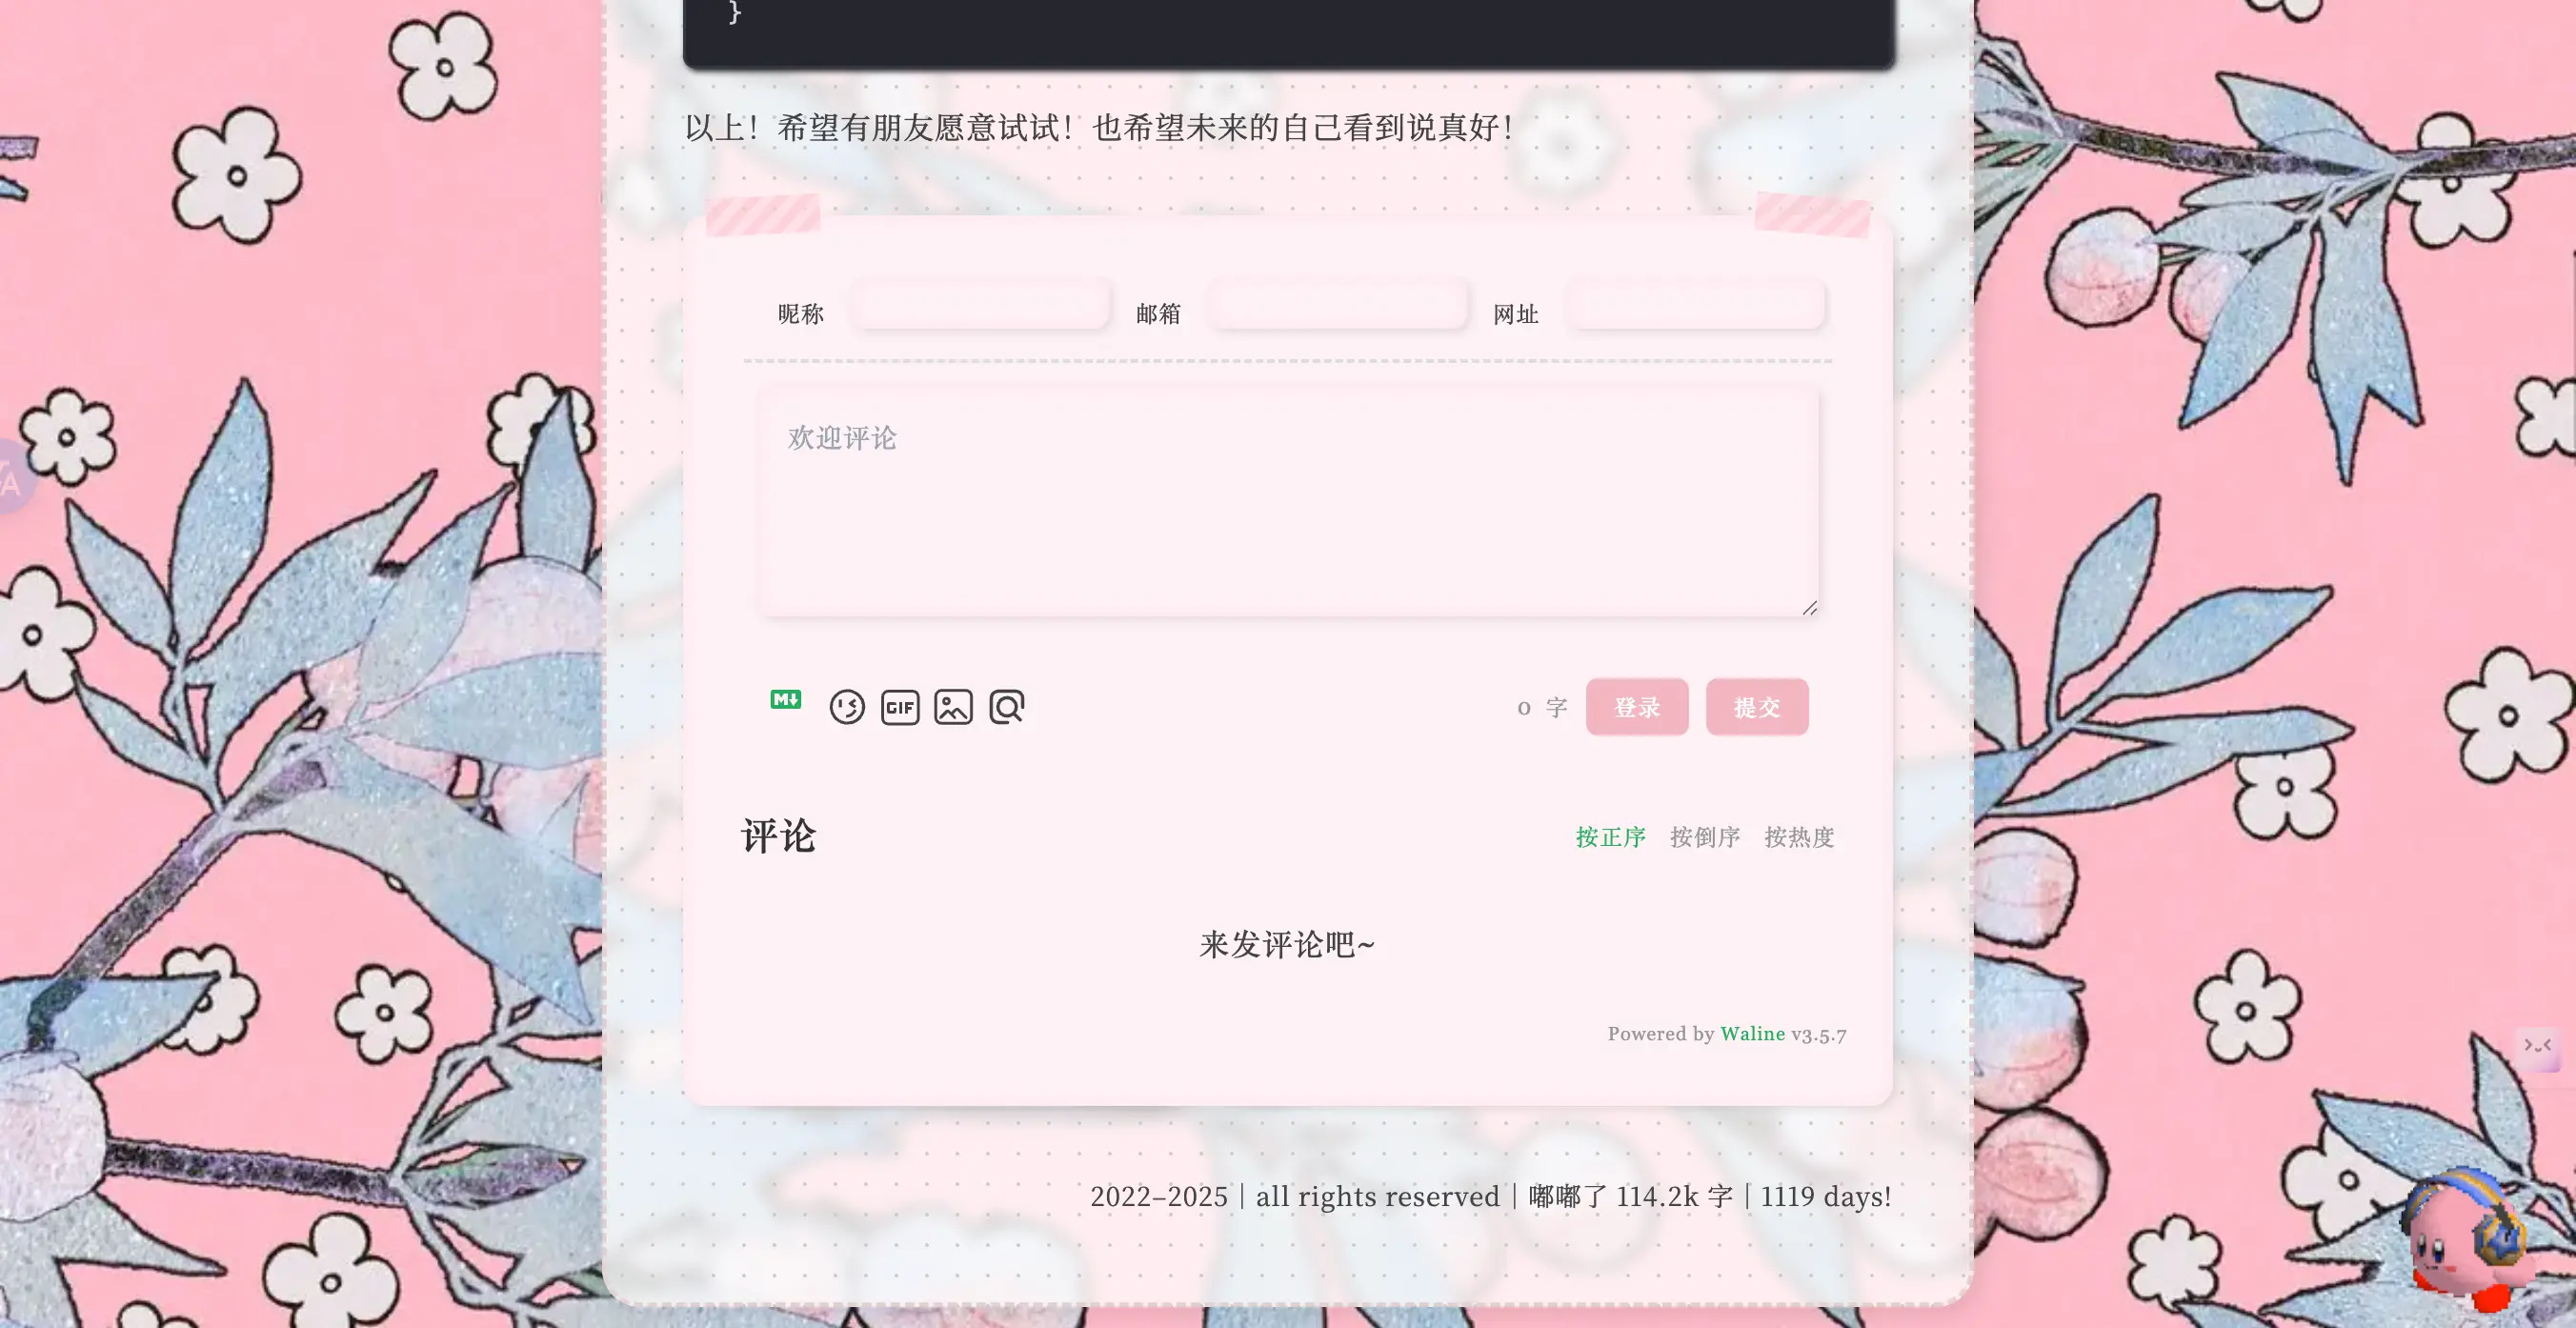 }
以上！希望有朋友愿意试试！也希望未来的自己看到说真好！
昵称 邮箱 网址
欢迎评论
M↓ GIF 0 字 登录 提交
评论 按正序 按倒序 按热度
来发评论吧~
Powered by Waline v3.5.7
2022–2025 | all rights reserved | 嘟嘟了 114.2k 字 | 1119 days!